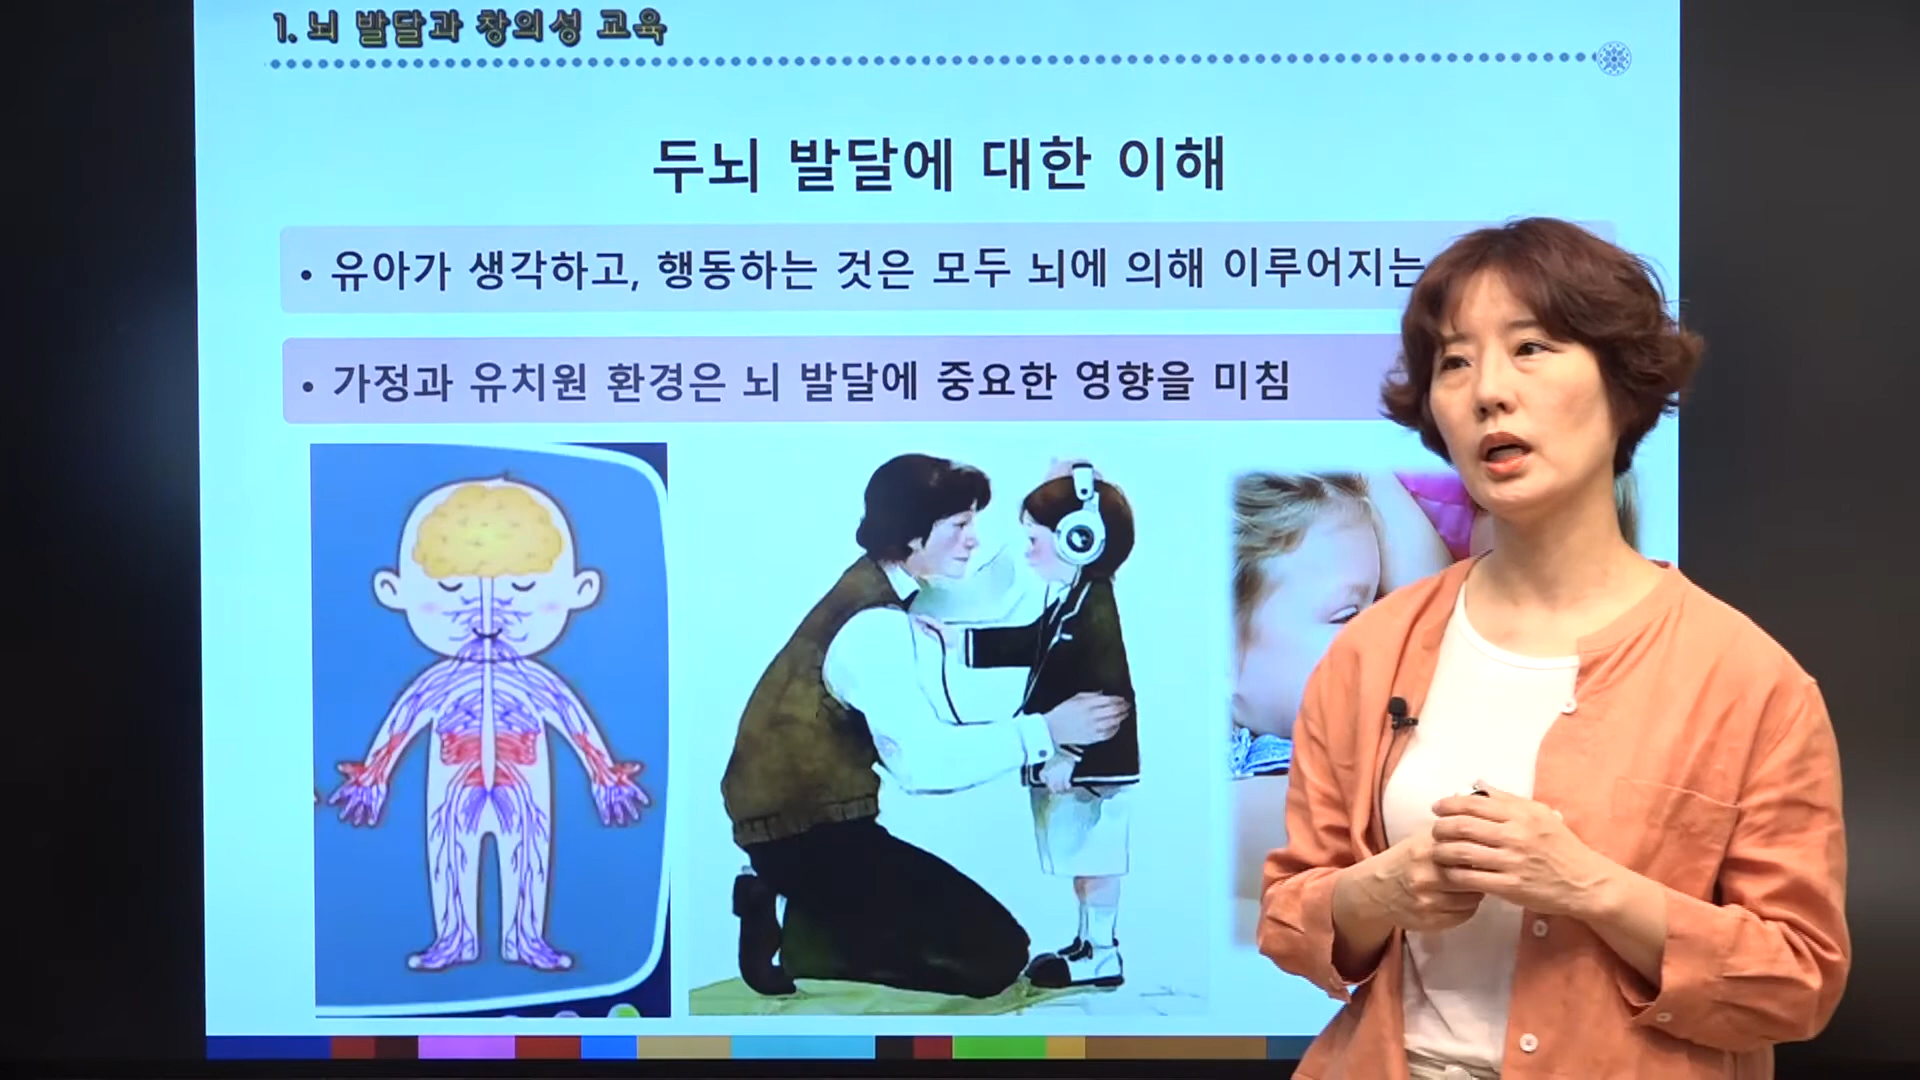 1. 뇌 발달과 창의성 교육
두뇌 발달에 대한 이해
• 유아가 생각하고, 행동하는 것은 모두 뇌에 의해 이루어지는
• 가정과 유치원 환경은 뇌 발달에 중요한 영향을 미침